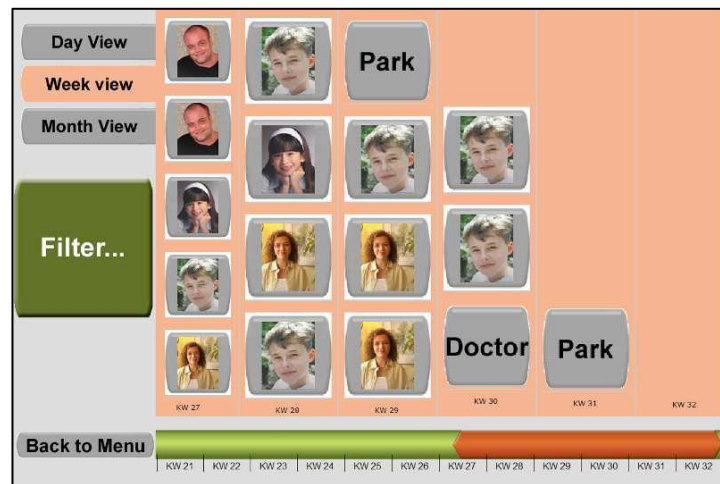 Day View
Week view
Month View
Filter...
Park
Doctor
Park
KW 27
KW 28
KW 29
KW 30
KW 31
KW 32
Back to Menu
KW 21
KW 22
KW 23
KW 24
KW 25
KW 26
KW 27
KW 28
KW 29
KW 30
KW 31
KW 32